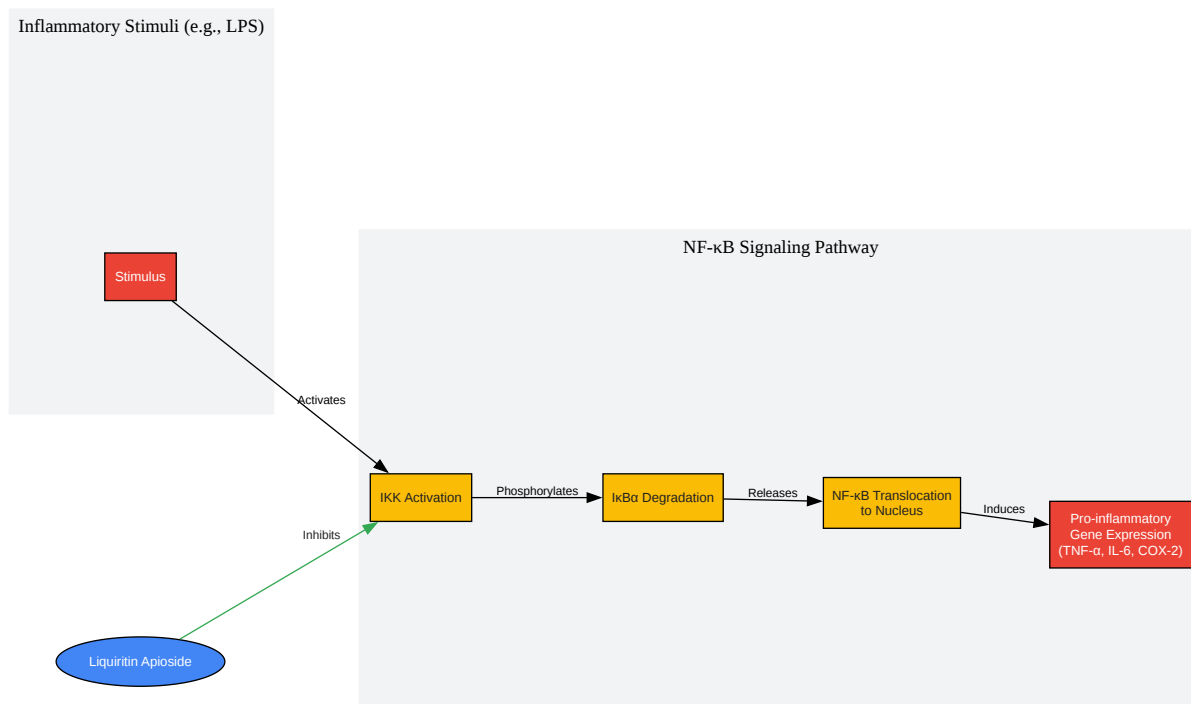 Inflammatory Stimuli (e.g., LPS)
NF-κB Signaling Pathway
Stimulus
Activates
IKK Activation
Phosphorylates
IκBα Degradation
Releases
NF-κB Translocation
to Nucleus
Induces
Pro-inflammatory
Gene Expression
(TNF-α, IL-6, COX-2)
Inhibits
Liquiritin Apioside